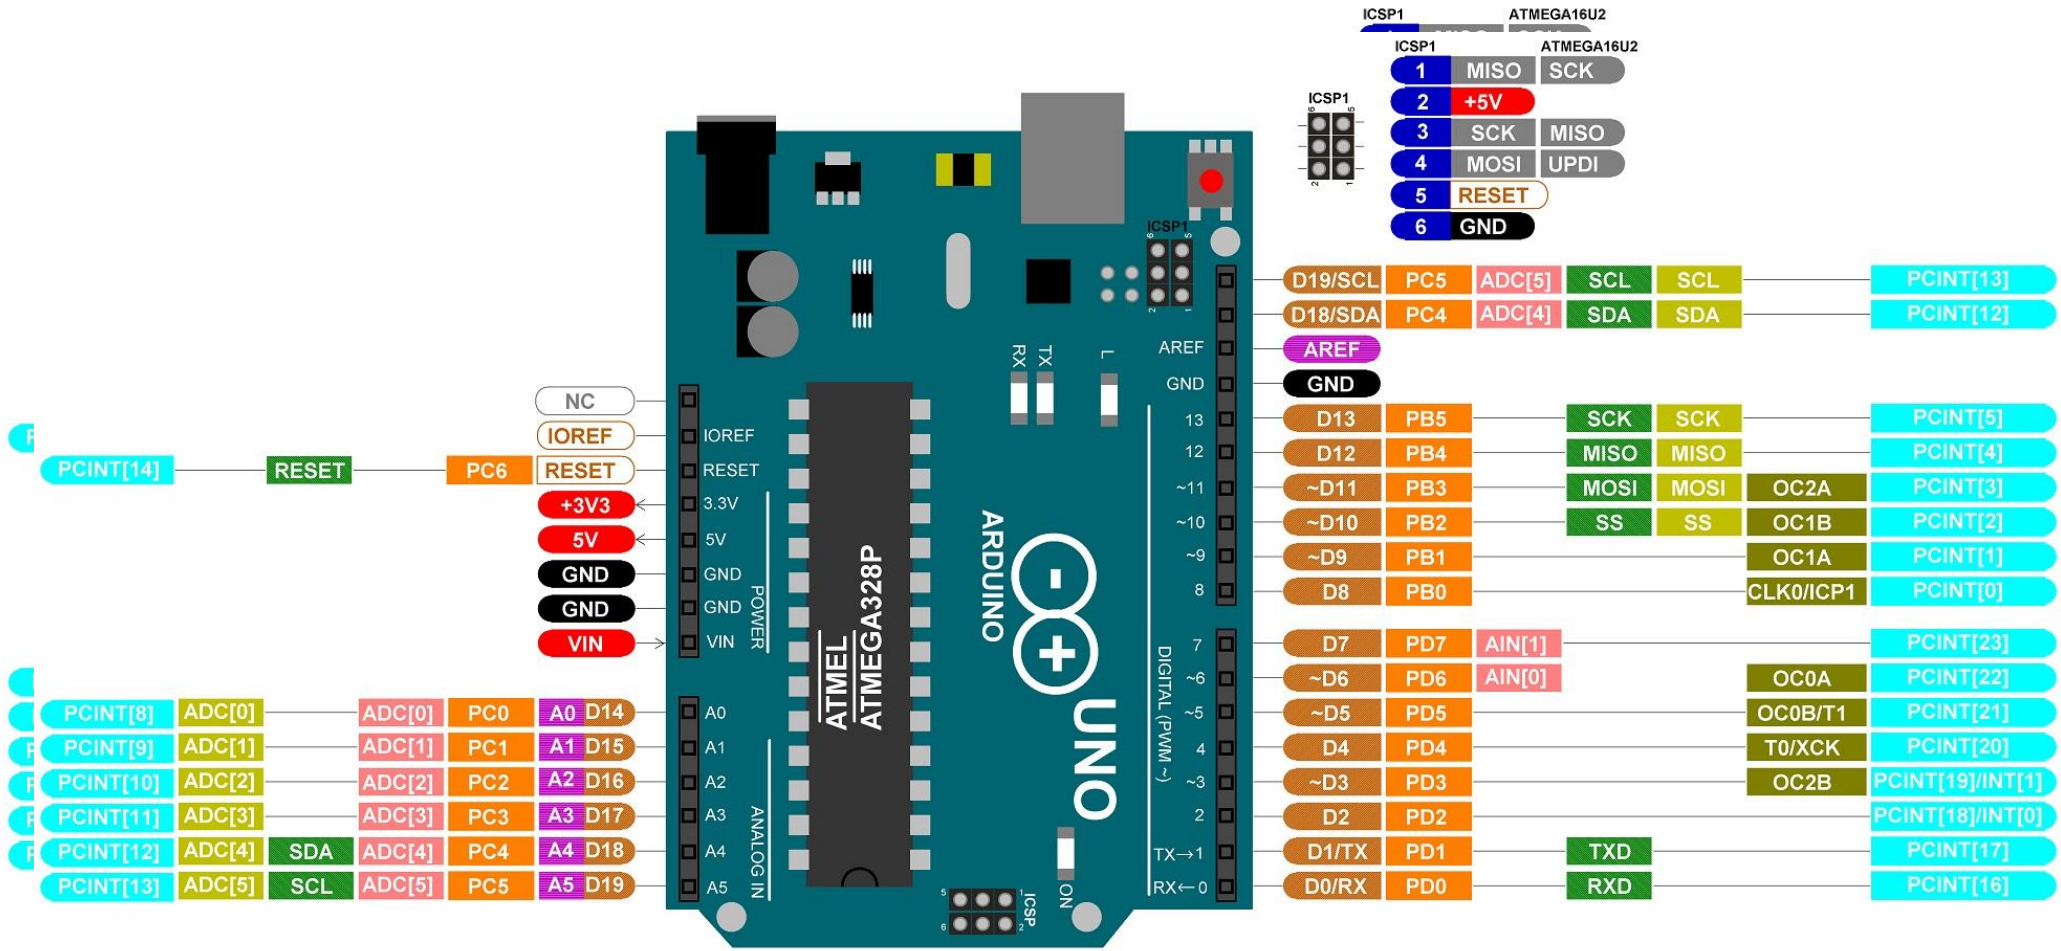 ICSP1 ATMEGA16U2
ICSP1 ATMEGA16U2
1 MISO SCK
2 +5V
3 SCK MISO
4 MOSI UPDI
5 RESET
6 GND
ICSP1
6 5
2 1
ICSP1
6 5
2 1
D19/SCL PC5 ADC[5] SCL SCL PCINT[13]
D18/SDA PC4 ADC[4] SDA SDA PCINT[12]
RX TX L
AREF AREF
GND GND
13 D13 PB5 SCK SCK PCINT[5]
12 D12 PB4 MISO MISO PCINT[4]
~11 ~D11 PB3 MOSI MOSI OC2A PCINT[3]
~10 ~D10 PB2 SS SS OC1B PCINT[2]
~9 ~D9 PB1 OC1A PCINT[1]
8 D8 PB0 CLK0/ICP1 PCINT[0]
7 D7 PD7 AIN[1] PCINT[23]
~6 ~D6 PD6 AIN[0] OC0A PCINT[22]
~5 ~D5 PD5 OC0B/T1 PCINT[21]
4 D4 PD4 T0/XCK PCINT[20]
~3 ~D3 PD3 OC2B PCINT[19]/INT[1]
2 D2 PD2 PCINT[18]/INT[0]
TX→1 D1/TX PD1 TXD PCINT[17]
RX←0 D0/RX PD0 RXD PCINT[16]
DIGITAL (PWM ~)
NC
IOREF IOREF
PCINT[14] RESET PC6 RESET RESET
+3V3 3.3V
5V 5V
GND GND
GND GND
VIN VIN
POWER
PCINT[8] ADC[0] ADC[0] PC0 A0 D14 A0
PCINT[9] ADC[1] ADC[1] PC1 A1 D15 A1
PCINT[10] ADC[2] ADC[2] PC2 A2 D16 A2
PCINT[11] ADC[3] ADC[3] PC3 A3 D17 A3
PCINT[12] ADC[4] SDA ADC[4] PC4 A4 D18 A4
PCINT[13] ADC[5] SCL ADC[5] PC5 A5 D19 A5
ANALOG IN
ATMEL
ATMEGA328P
ARDUINO
UNO
ON
ICSP
5 1
6 2